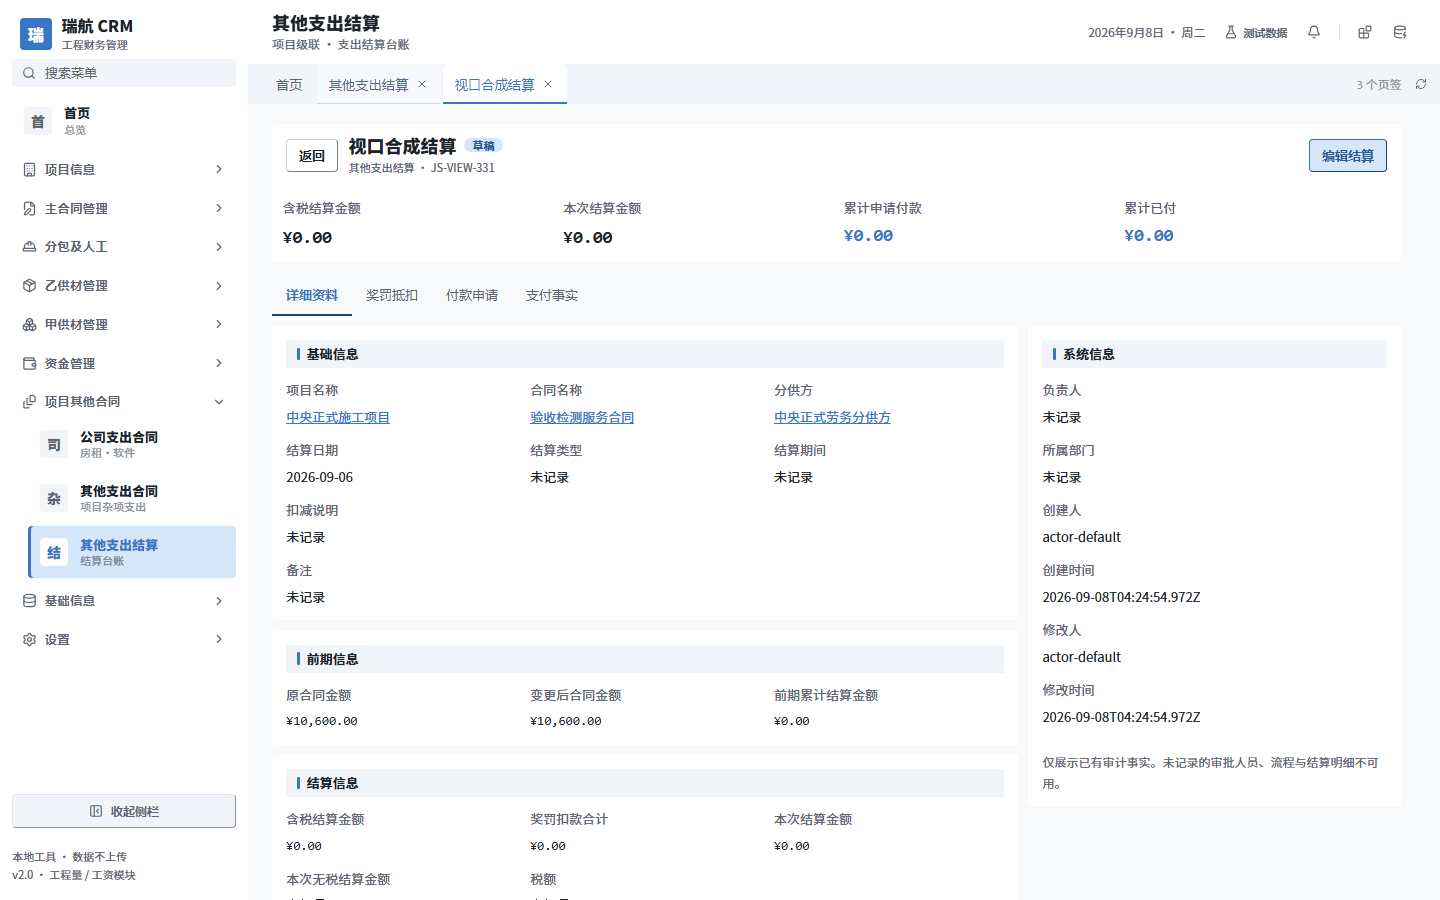 瑞
瑞航 CRM
工程财务管理
搜索菜单
首
首页
总览
项目信息
主合同管理
分包及人工
乙供材管理
甲供材管理
资金管理
项目其他合同
司
公司支出合同
房租・软件
杂
其他支出合同
项目杂项支出
结
其他支出结算
结算台账
基础信息
设置
收起侧栏
本地工具 · 数据不上传
v2.0 · 工程量 / 工资模块
其他支出结算
项目级联 · 支出结算台账
2026年9月8日 · 周二
测试数据
首页
其他支出结算 ×
视口合成结算 ×
3 个页签
返回
视口合成结算 草稿
其他支出结算 · JS-VIEW-331
编辑结算
含税结算金额 本次结算金额 累计申请付款 累计已付
¥0.00 ¥0.00 ¥0.00 ¥0.00
详细资料 奖罚抵扣 付款申请 支付事实
基础信息
项目名称 合同名称 分供方
中央正式施工项目 验收检测服务合同 中央正式劳务分供方
结算日期 结算类型 结算期间
2026-09-06 未记录 未记录
扣减说明
未记录
备注
未记录
前期信息
原合同金额 变更后合同金额 前期累计结算金额
¥10,600.00 ¥10,600.00 ¥0.00
结算信息
含税结算金额 奖罚扣款合计 本次结算金额
¥0.00 ¥0.00 ¥0.00
本次无税结算金额 税额
系统信息
负责人
未记录
所属部门
未记录
创建人
actor-default
创建时间
2026-09-08T04:24:54.972Z
修改人
actor-default
修改时间
2026-09-08T04:24:54.972Z
仅展示已有审计事实。未记录的审批人员、流程与结算明细不可
用。